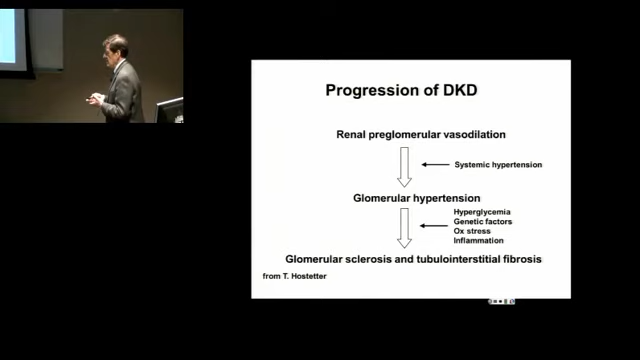 Progression of DKD
Renal preglomerular vasodilation
Systemic hypertension
Glomerular hypertension
Hyperglycemia
Genetic factors
Ox stress
Inflammation
Glomerular sclerosis and tubulointerstitial fibrosis
from T. Hostetter